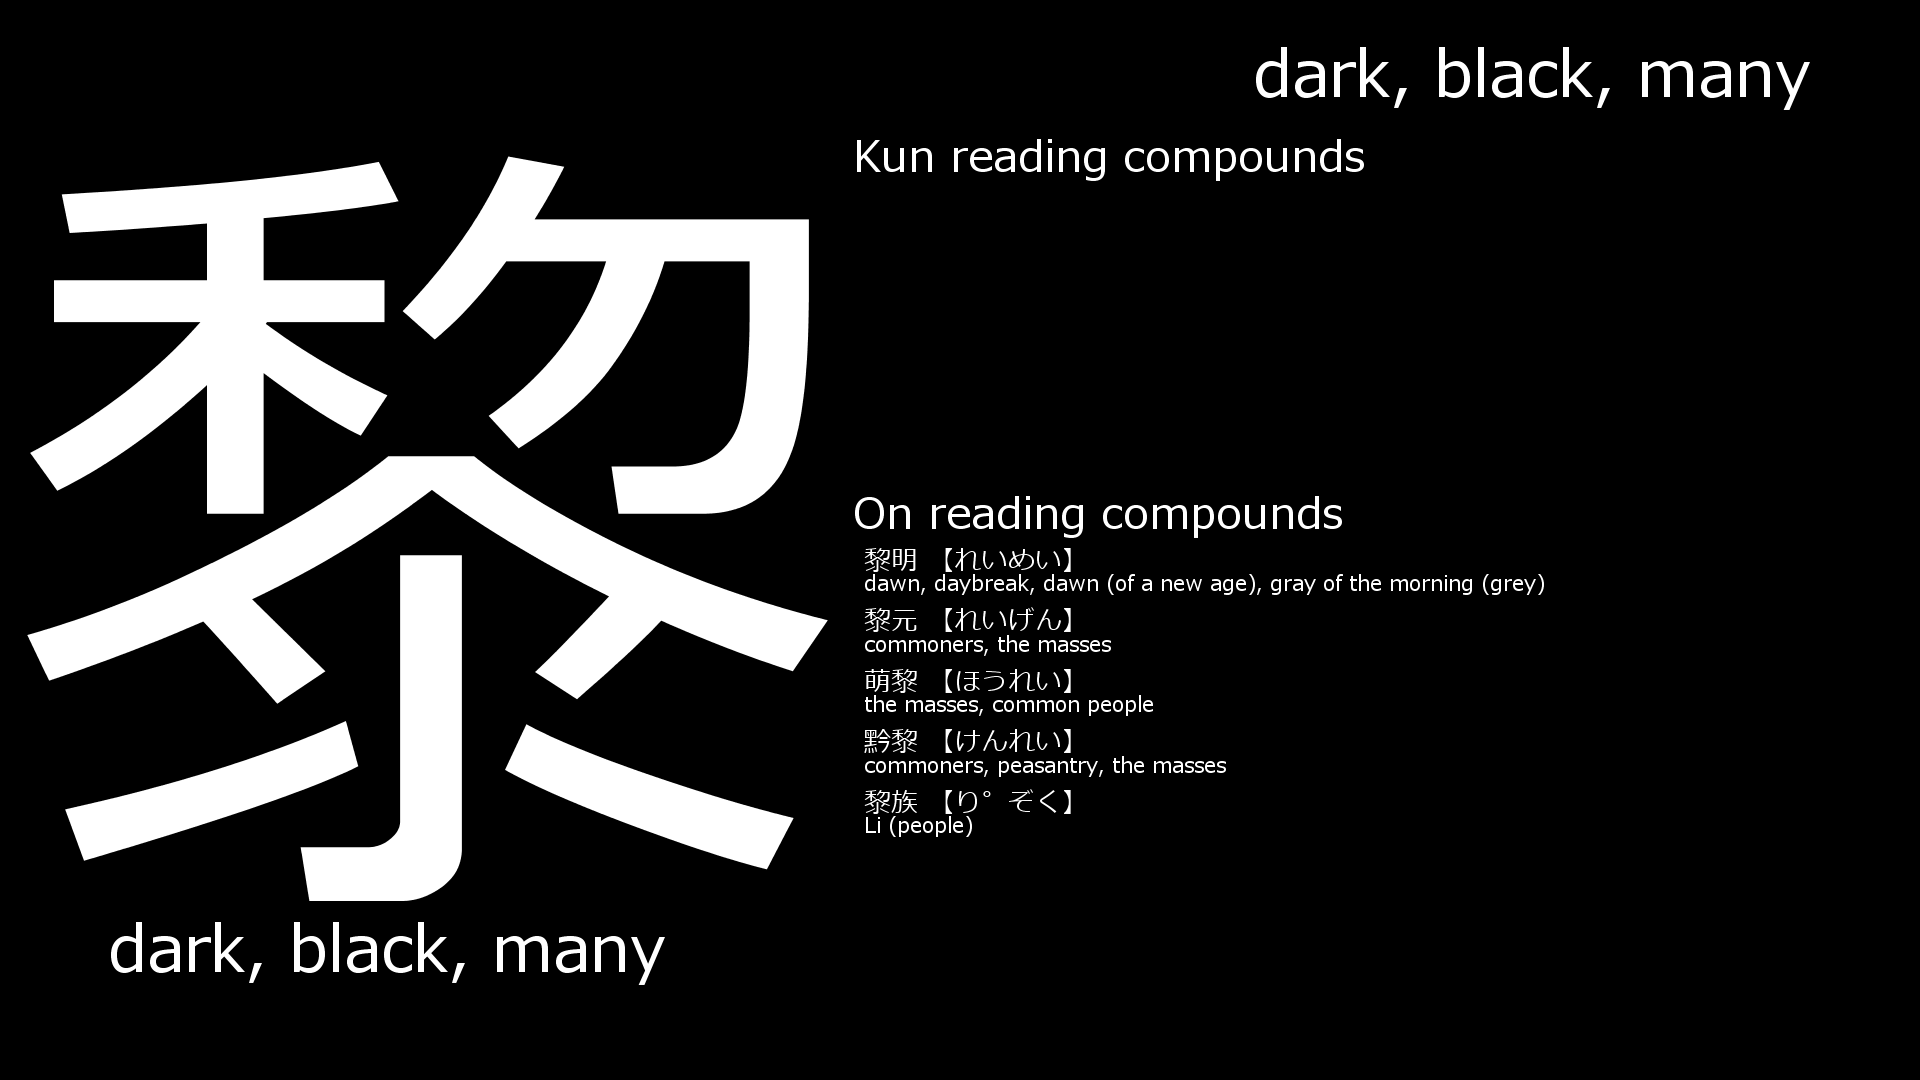 黎
dark, black, many
dark, black, many
Kun reading compounds
On reading compounds
黎明 【れいめい】
dawn, daybreak, dawn (of a new age), gray of the morning (grey)
黎元 【れいげん】
commoners, the masses
萌黎 【ほうれい】
the masses, common people
黔黎 【けんれい】
commoners, peasantry, the masses
黎族 【り゜ぞく】
Li (people)